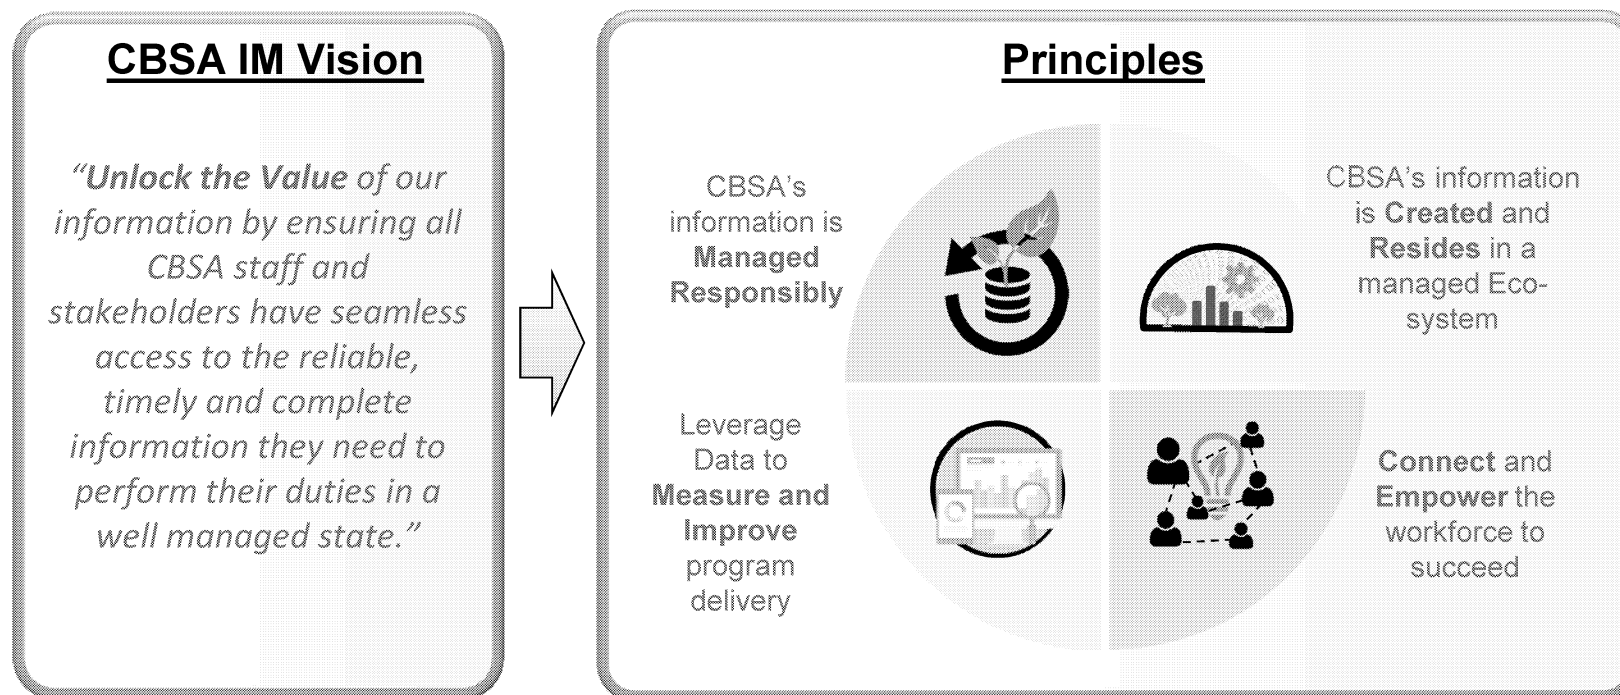 CBSA IM Vision
“Unlock the Value of our
information by ensuring all
CBSA staff and
stakeholders have seamless
access to the reliable,
timely and complete
information they need to
perform their duties in a
well managed state.”
Principles
CBSA’s
information is
Managed
Responsibly
CBSA’s information
is Created and
Resides in a
managed Eco-
system
Leverage
Data to
Measure and
Improve
program
delivery
Connect and
Empower the
workforce to
succeed